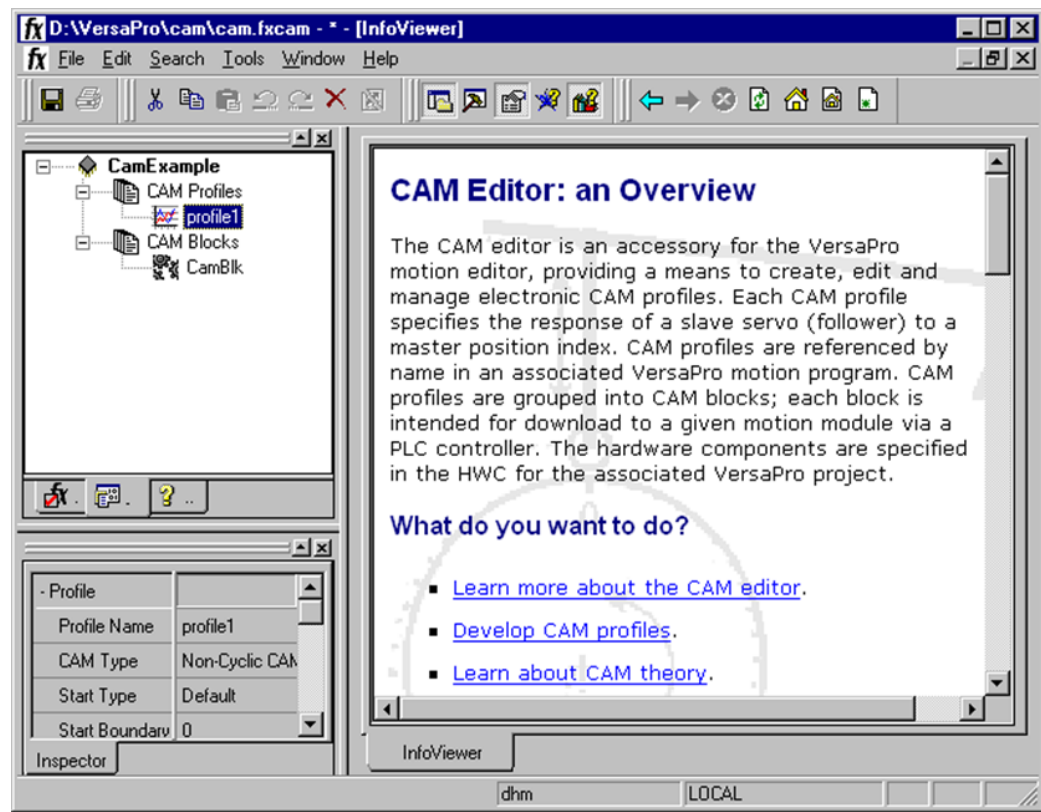 fx D:\VersaPro\cam\cam.fxcam - * - [InfoViewer]
fx File Edit Search Tools Window Help
CamExample
CAM Profiles
profile1
CAM Blocks
CamBlk
fx . . ? ..
- Profile
Profile Name profile1
CAM Type Non-Cyclic CAM
Start Type Default
Start Boundary 0
Inspector
CAM Editor: an Overview
The CAM editor is an accessory for the VersaPro
motion editor, providing a means to create, edit and
manage electronic CAM profiles. Each CAM profile
specifies the response of a slave servo (follower) to a
master position index. CAM profiles are referenced by
name in an associated VersaPro motion program. CAM
profiles are grouped into CAM blocks; each block is
intended for download to a given motion module via a
PLC controller. The hardware components are specified
in the HWC for the associated VersaPro project.
What do you want to do?
Learn more about the CAM editor.
Develop CAM profiles.
Learn about CAM theory.
InfoViewer
dhm LOCAL